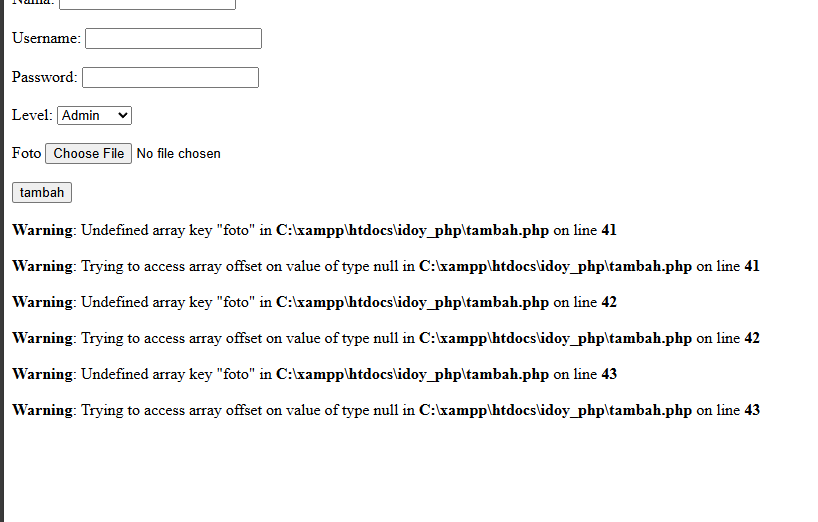 Nama:
Username:
Password:
Level: Admin
Foto Choose File No file chosen
tambah
Warning: Undefined array key "foto" in C:\xampp\htdocs\idoy_php\tambah.php on line 41
Warning: Trying to access array offset on value of type null in C:\xampp\htdocs\idoy_php\tambah.php on line 41
Warning: Undefined array key "foto" in C:\xampp\htdocs\idoy_php\tambah.php on line 42
Warning: Trying to access array offset on value of type null in C:\xampp\htdocs\idoy_php\tambah.php on line 42
Warning: Undefined array key "foto" in C:\xampp\htdocs\idoy_php\tambah.php on line 43
Warning: Trying to access array offset on value of type null in C:\xampp\htdocs\idoy_php\tambah.php on line 43